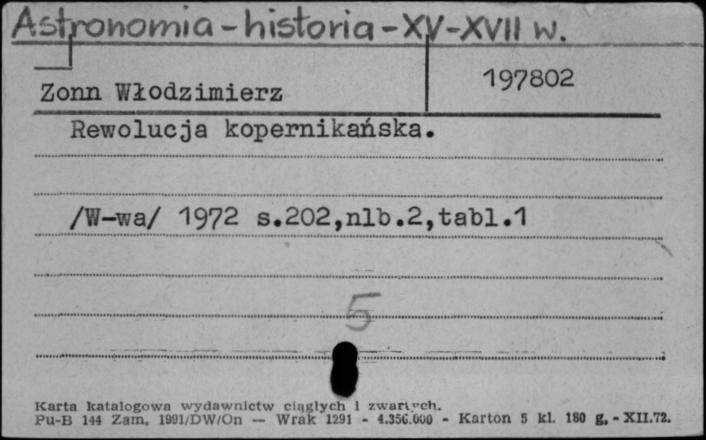 Astronomia - historia - XV-XVII w.
Zonn Włodzimierz 197802
Rewolucja kopernikańska.
/W-wa/ 1972 s.202,nlb.2,tabl.1
5
Karta katalogowa wydawnictw ciągłych i zwartych.
Pu-B 144 Zam. 1991/DW/On — Wrak 1291 - 4.356.000 - Karton 5 kl. 180 g. - XII.72.